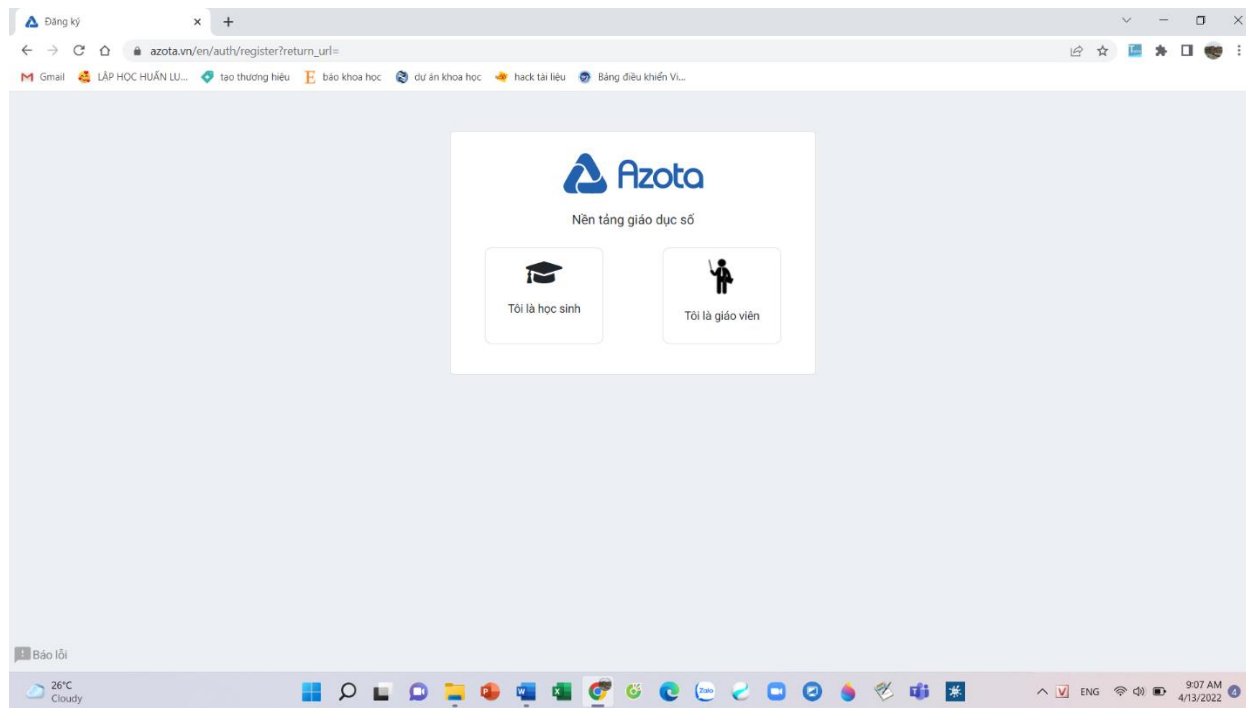 Đăng ký
azota.vn/en/auth/register?return_url=
Gmail
LẬP HỌC HUẤN LU...
tạo thương hiệu
báo khoa học
dự án khoa học
hack tài liệu
Bảng điều khiển Vi...
Azota
Nền tảng giáo dục số
Tôi là học sinh
Tôi là giáo viên
Báo lỗi
26°C
Cloudy
Zalo
ENG
9:07 AM
4/13/2022